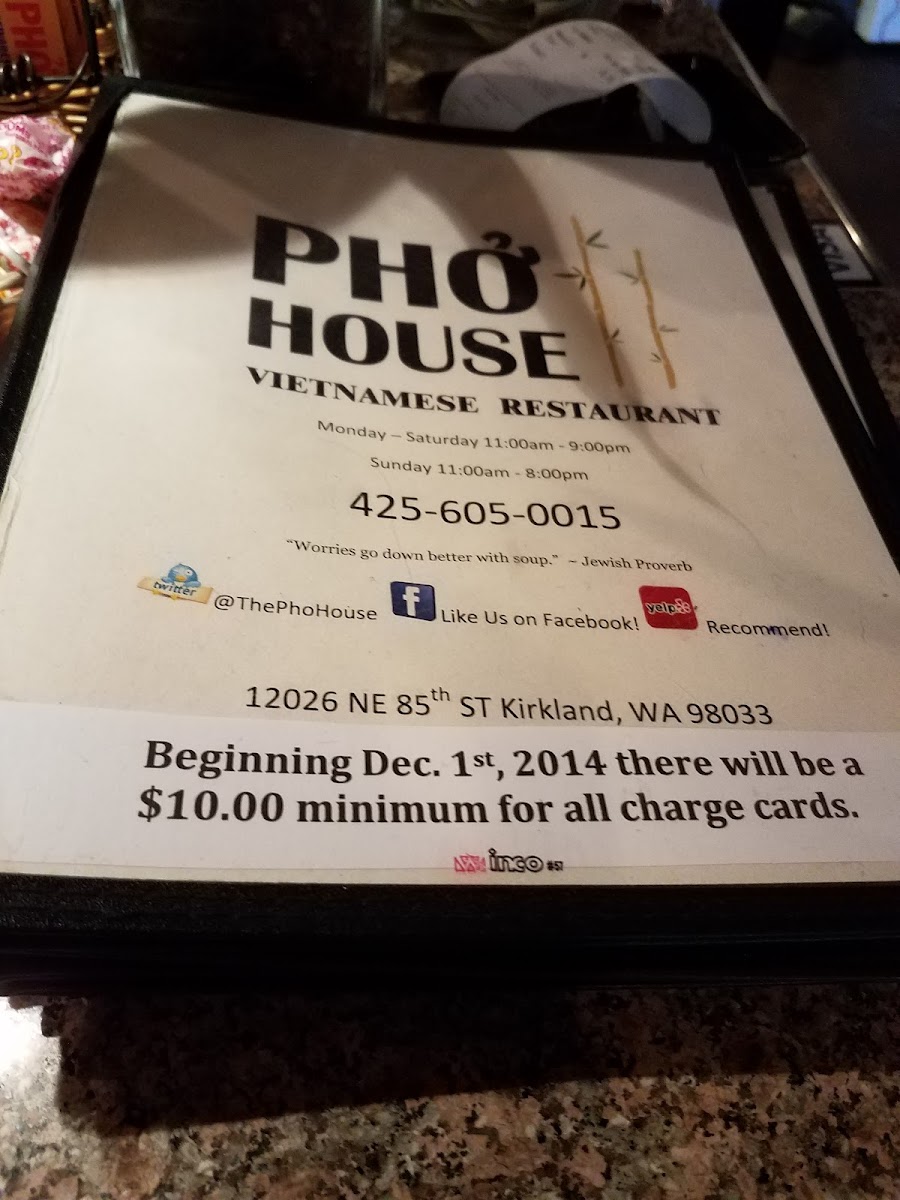 PHỞ
HOUSE
VIETNAMESE RESTAURANT
Monday – Saturday 11:00am - 9:00pm
Sunday 11:00am - 8:00pm
425-605-0015
“Worries go down better with soup.” ~ Jewish Proverb
twitter @ThePhoHouse f Like Us on Facebook! yelp Recommend!
12026 NE 85th ST Kirkland, WA 98033
Beginning Dec. 1st, 2014 there will be a
$10.00 minimum for all charge cards.
inco #57